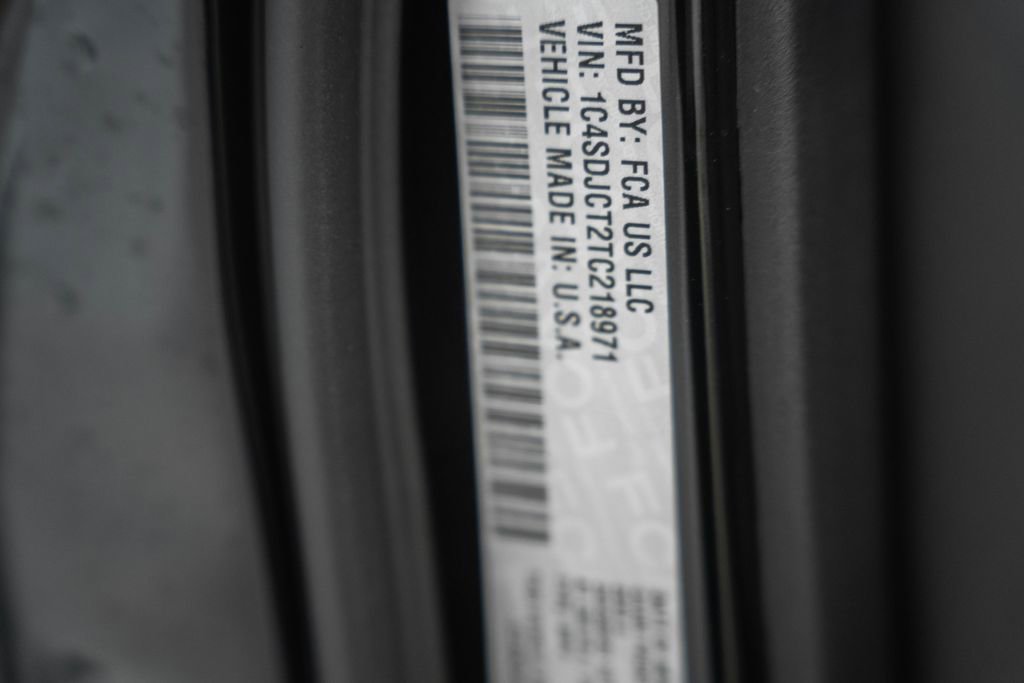 MFD BY: FCA US LLC
VIN: 1C4SDJCT2TC218971
VEHICLE MADE IN: U.S.A.